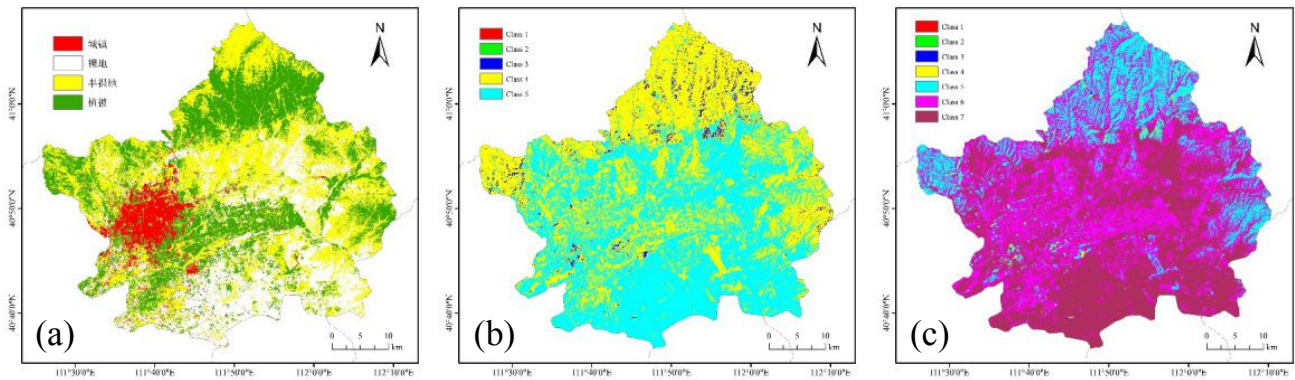 N
城镇
裸地
半裸地
植被
41°0'0"N
40°50'0"N
40°40'0"N
(a)
0 5 10
km
111°30'0"E 111°40'0"E 111°50'0"E 112°0'0"E 112°10'0"E
N
Class 1
Class 2
Class 3
Class 4
Class 5
41°0'0"N
40°50'0"N
40°40'0"N
(b)
0 5 10
km
111°30'0"E 111°40'0"E 111°50'0"E 112°0'0"E 112°10'0"E
N
Class 1
Class 2
Class 3
Class 4
Class 5
Class 6
Class 7
41°0'0"N
40°50'0"N
40°40'0"N
(c)
0 5 10
km
111°30'0"E 111°40'0"E 111°50'0"E 112°0'0"E 112°10'0"E